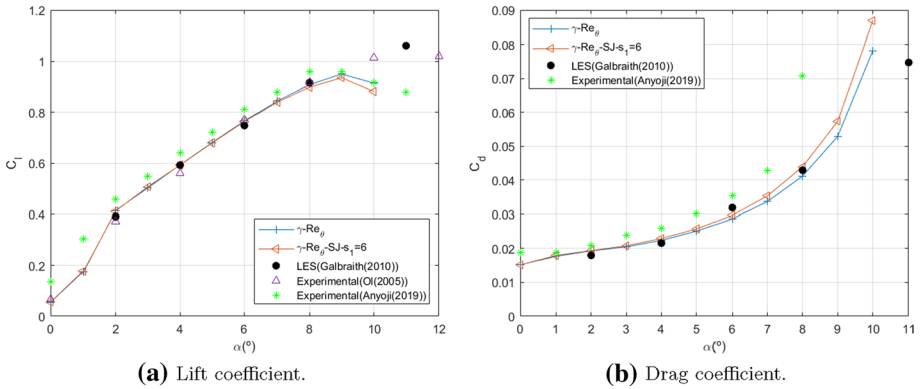 1.2
1
0.8
0.6
0.4
0.2
0
C_l
0 2 4 6 8 10 12
α(º)
γ-Re_θ
γ-Re_θ-SJ-s_1=6
LES(Galbraith(2010))
Experimental(Ol(2005))
Experimental(Anyoji(2019))
(a) Lift coefficient.
0.09
0.08
0.07
0.06
0.05
0.04
0.03
0.02
0.01
0
C_d
0 1 2 3 4 5 6 7 8 9 10 11
α(º)
γ-Re_θ
γ-Re_θ-SJ-s_1=6
LES(Galbraith(2010))
Experimental(Anyoji(2019))
(b) Drag coefficient.